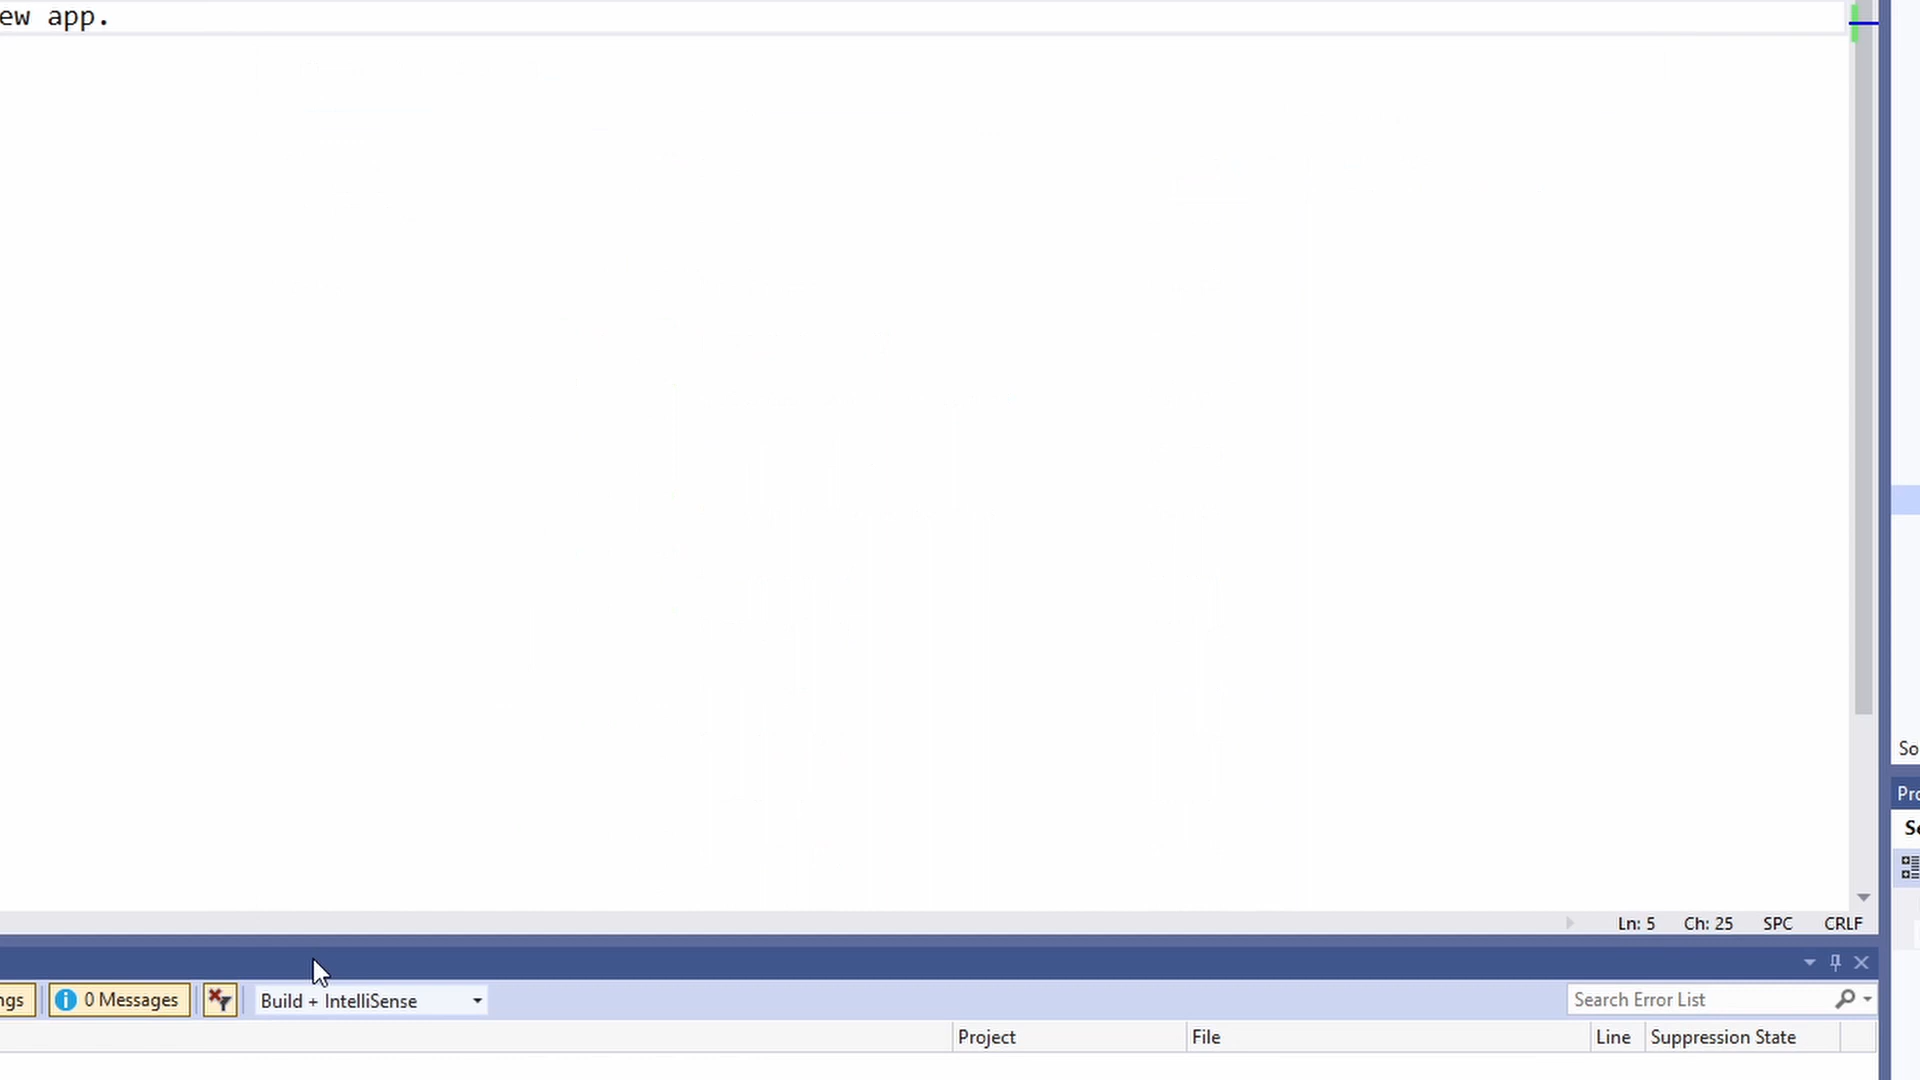 ew app.
So
Pro
Ln: 5 Ch: 25 SPC CRLF
ngs 0 Messages Build + IntelliSense Search Error List
Project File Line Suppression State